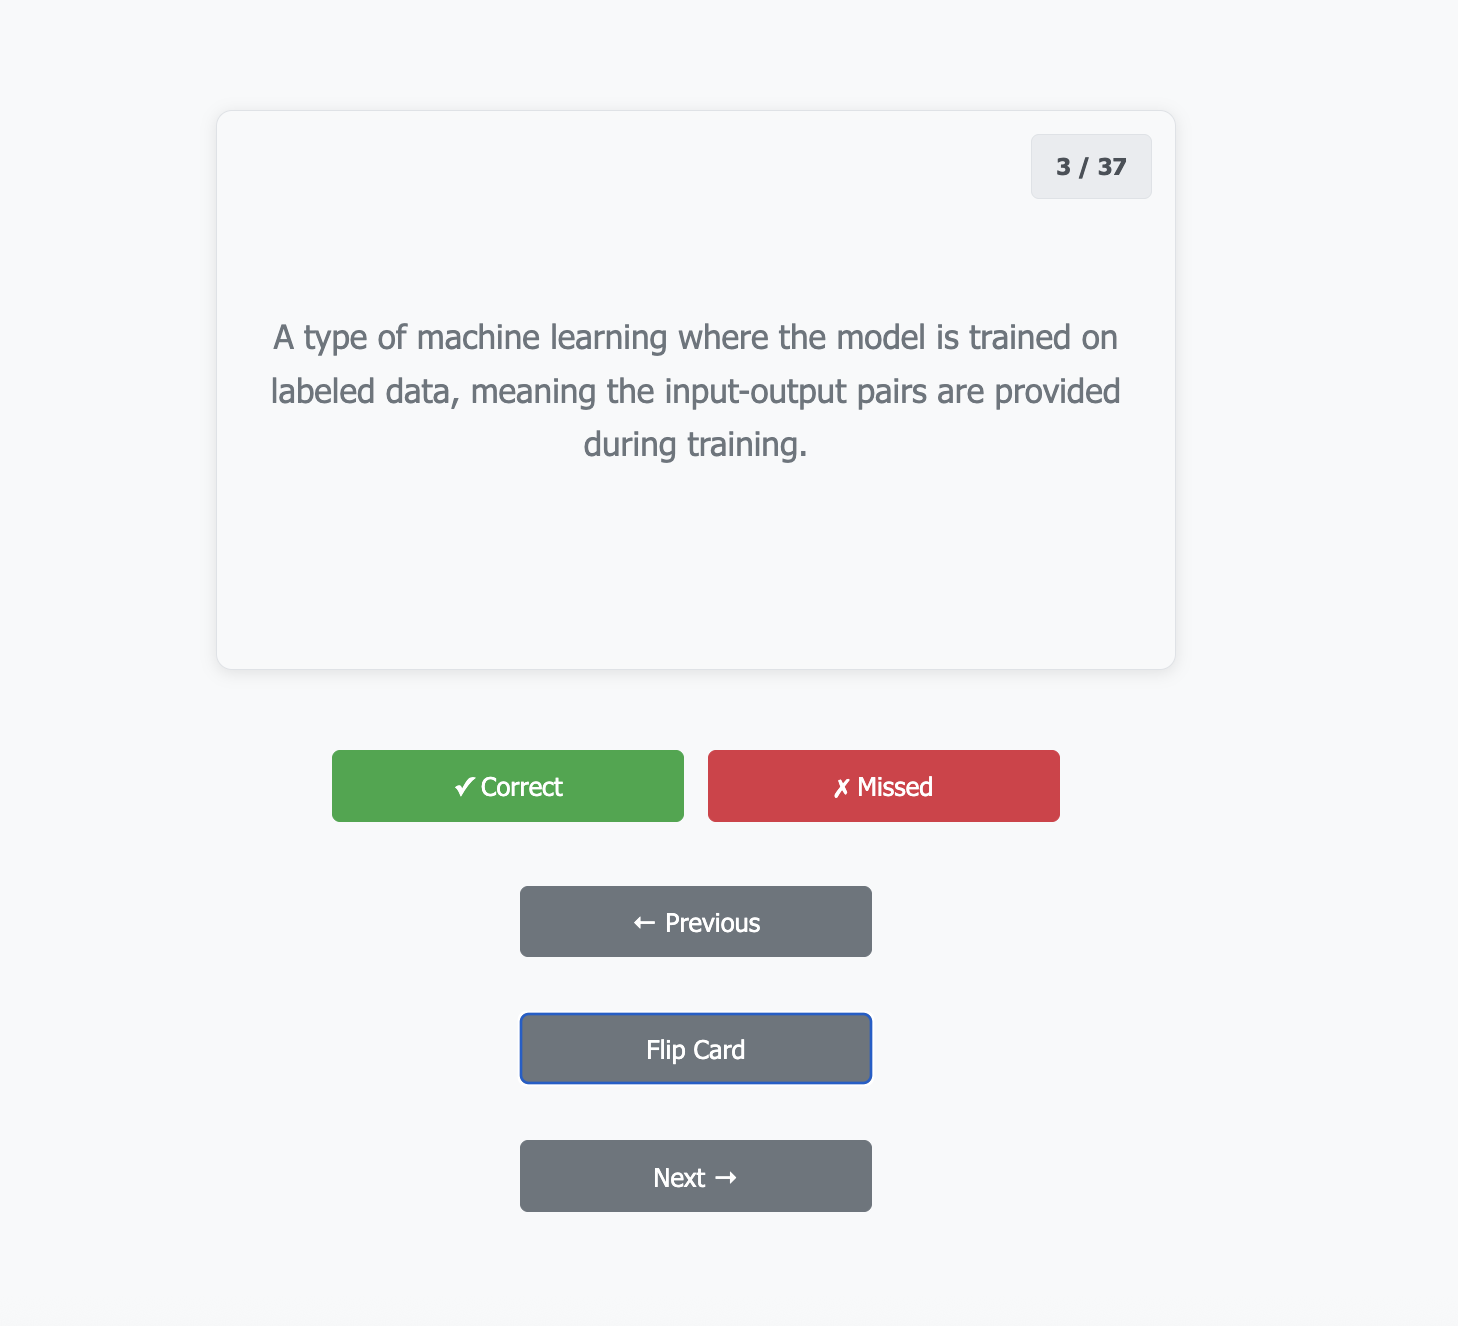 3 / 37
A type of machine learning where the model is trained on
labeled data, meaning the input-output pairs are provided
during training.
✓ Correct
✗ Missed
← Previous
Flip Card
Next →